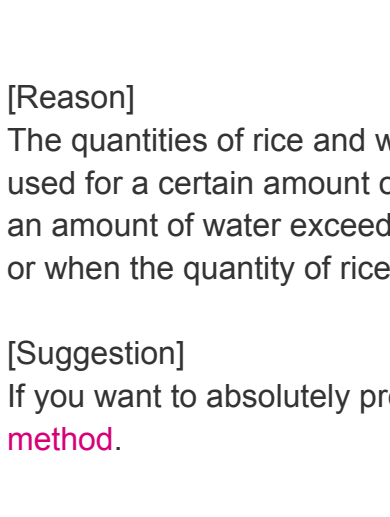 [Reason]
The quantities of rice and
used for a certain amount
an amount of water exceed
or when the quantity of rice
[Suggestion]
If you want to absolutely
method.